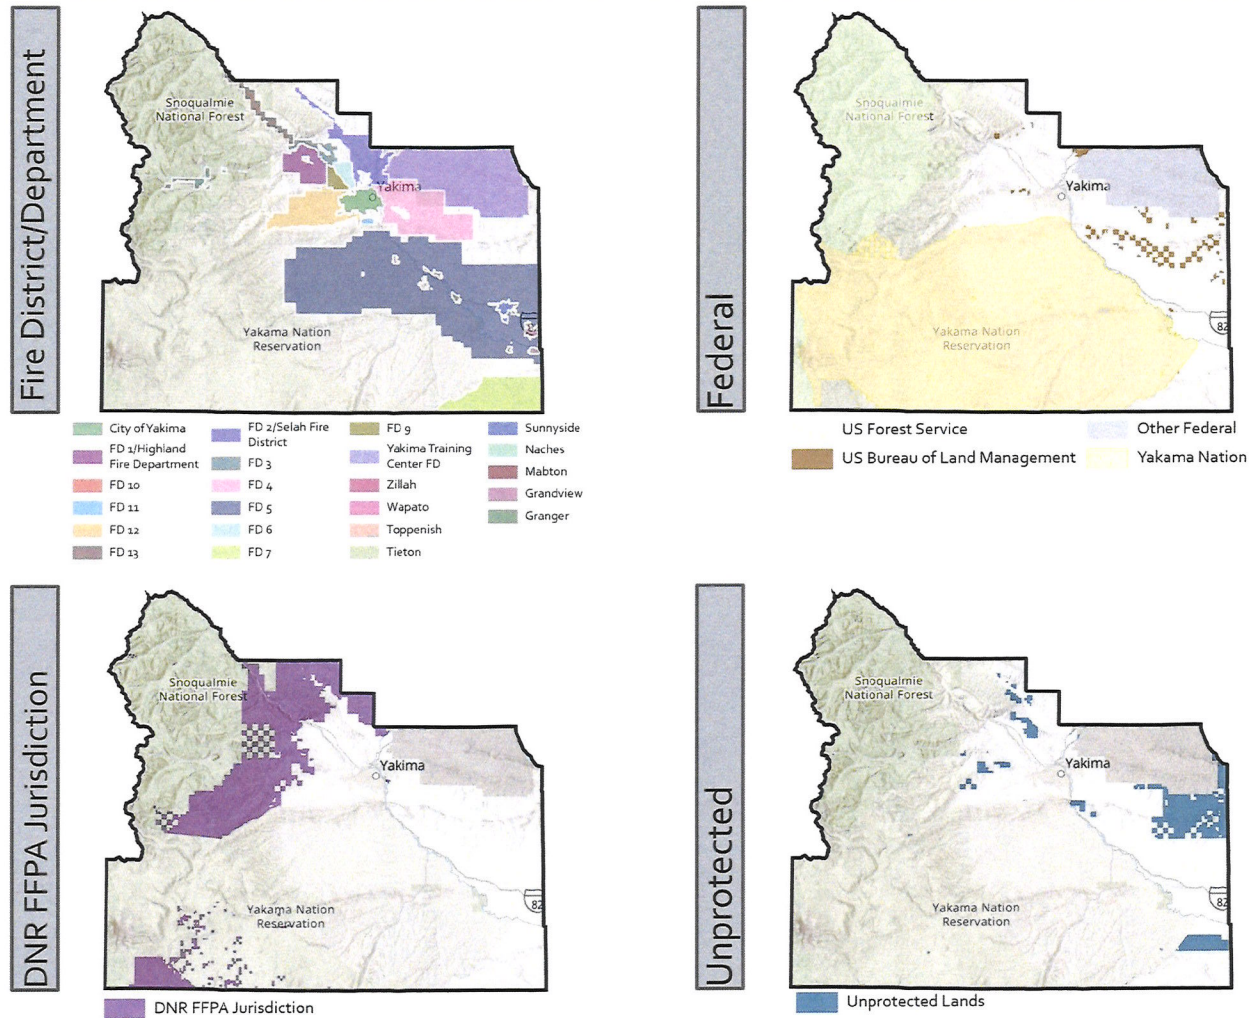 Fire District/Department
Snoqualmie
National Forest
Yakima
Yakama Nation
Reservation
82
City of Yakima
FD 1/Highland
Fire Department
FD 10
FD 11
FD 12
FD 13
FD 2/Selah Fire
District
FD 3
FD 4
FD 5
FD 6
FD 7
FD 9
Yakima Training
Center FD
Zillah
Wapato
Toppenish
Tieton
Sunnyside
Naches
Mabton
Grandview
Granger
Federal
Snoqualmie
National Forest
Yakima
Yakama Nation
Reservation
82
US Forest Service
US Bureau of Land Management
Other Federal
Yakama Nation
DNR FFPA Jurisdiction
Snoqualmie
National Forest
Yakima
Yakama Nation
Reservation
82
DNR FFPA Jurisdiction
Unprotected
Snoqualmie
National Forest
Yakima
Yakama Nation
Reservation
82
Unprotected Lands